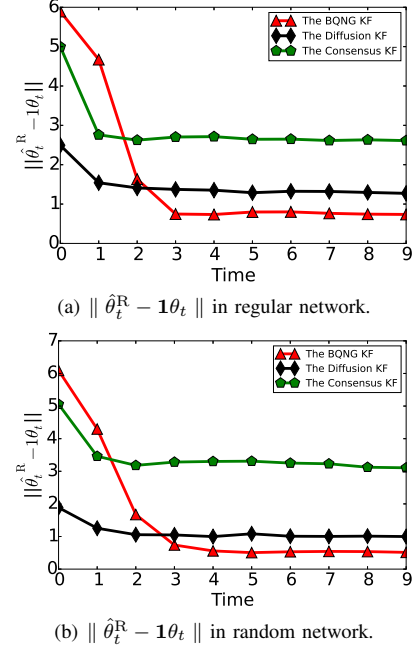 6
5
4
3
2
1
0
||θ̂_t^R − 1θ_t||
The BQNG KF
The Diffusion KF
The Consensus KF
0 1 2 3 4 5 6 7 8 9
Time
(a) ∥ θ̂_t^R − 1θ_t ∥ in regular network.
7
6
5
4
3
2
1
0
||θ̂_t^R − 1θ_t||
The BQNG KF
The Diffusion KF
The Consensus KF
0 1 2 3 4 5 6 7 8 9
Time
(b) ∥ θ̂_t^R − 1θ_t ∥ in random network.